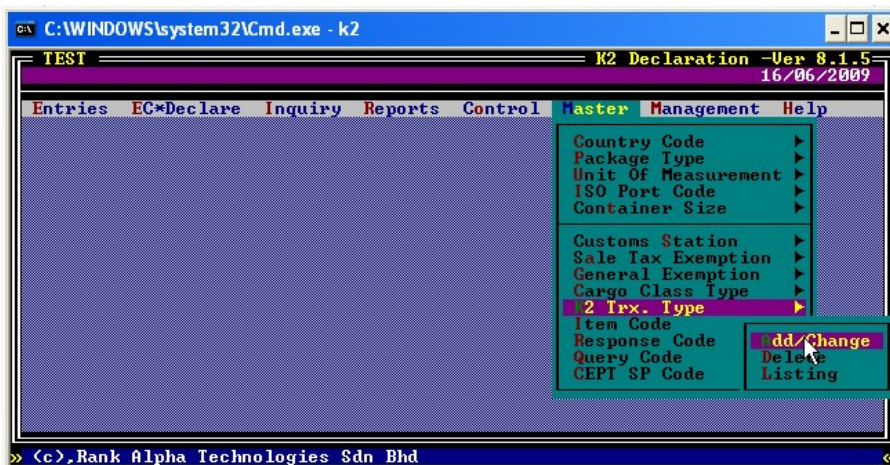 C:\WINDOWS\system32\Cmd.exe - k2
TEST K2 Declaration -Ver 8.1.5
16/06/2009
Entries EC*Declare Inquiry Reports Control Master Management Help
Country Code
Package Type
Unit Of Measurement
ISO Port Code
Container Size
Customs Station
Sale Tax Exemption
General Exemption
Cargo Class Type
K2 Trx. Type
Item Code
Response Code
Query Code
CEPT SP Code
Add/Change
Delete
Listing
» (c),Rank Alpha Technologies Sdn Bhd «